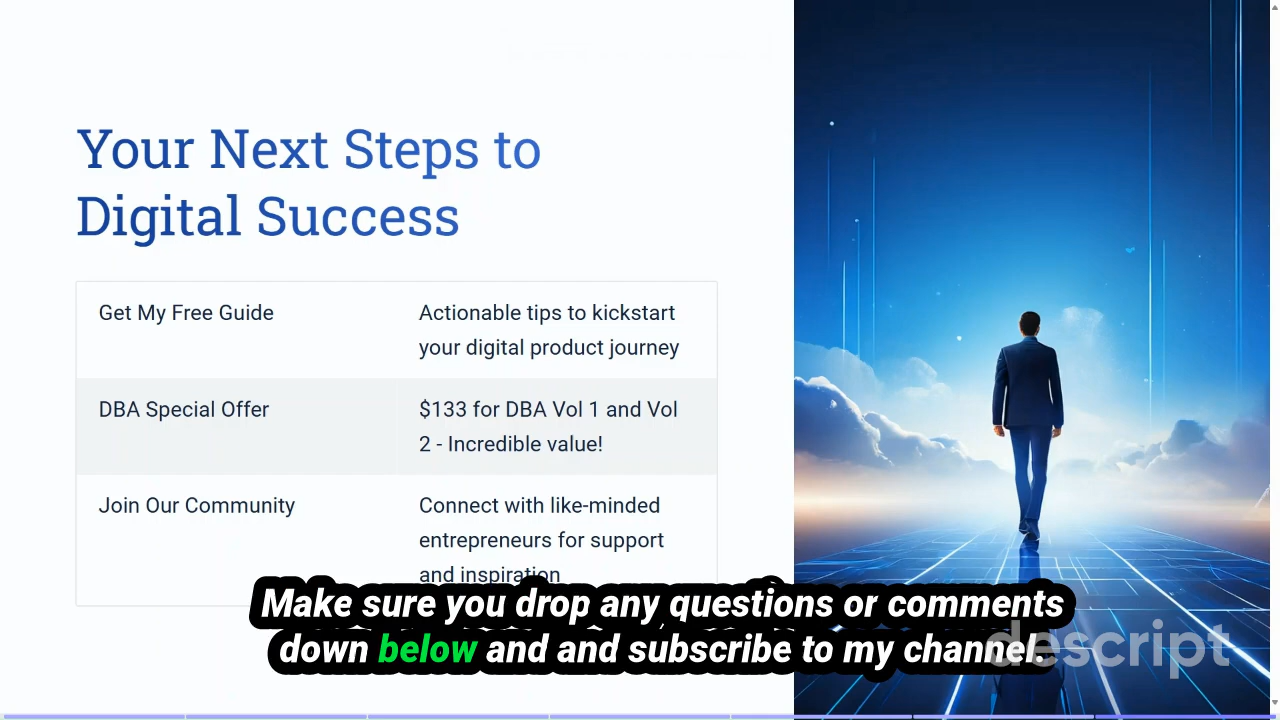 Your Next Steps to
Digital Success
Get My Free Guide
Actionable tips to kickstart
your digital product journey
DBA Special Offer
$133 for DBA Vol 1 and Vol
2 - Incredible value!
Join Our Community
Connect with like-minded
entrepreneurs for support
and inspiration
Make sure you drop any questions or comments
down below and and subscribe to my channel.
descript